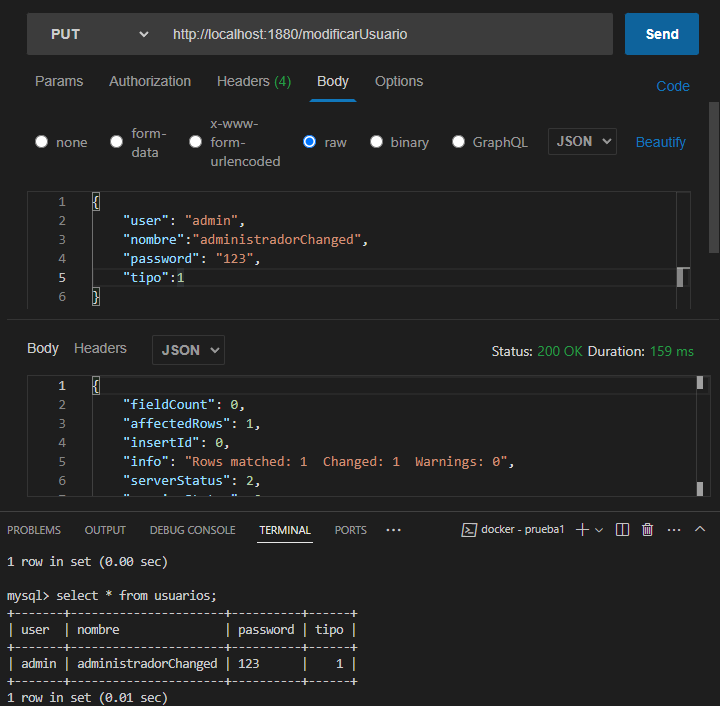 PUT http://localhost:1880/modificarUsuario Send
Params Authorization Headers (4) Body Options Code
none form-data x-www-form-urlencoded raw binary GraphQL JSON Beautify
1 {
2 "user": "admin",
3 "nombre":"administradorChanged",
4 "password": "123",
5 "tipo":1
6 }
Body Headers JSON Status: 200 OK Duration: 159 ms
1 {
2 "fieldCount": 0,
3 "affectedRows": 1,
4 "insertId": 0,
5 "info": "Rows matched: 1  Changed: 1  Warnings: 0",
6 "serverStatus": 2,
PROBLEMS OUTPUT DEBUG CONSOLE TERMINAL PORTS ··· docker - prueba1
1 row in set (0.00 sec)
mysql> select * from usuarios;
+-------+----------------------+----------+------+
| user  | nombre               | password | tipo |
+-------+----------------------+----------+------+
| admin | administradorChanged | 123      |    1 |
+-------+----------------------+----------+------+
1 row in set (0.01 sec)